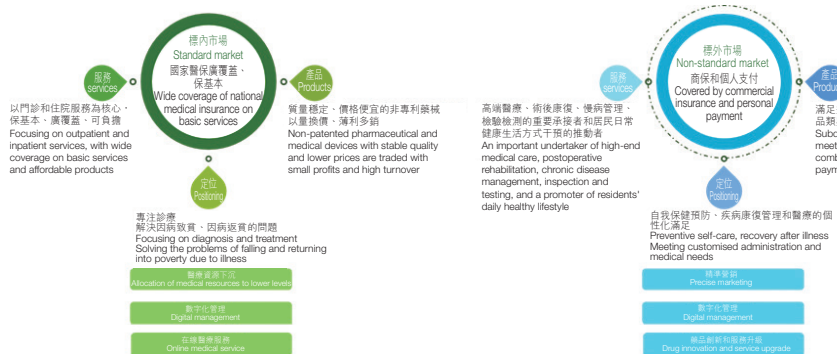 標內市場
Standard market
國家醫保廣覆蓋、
保基本
Wide coverage of national
medical insurance on
basic services
服務
services
以門診和住院服務為核心，
保基本、廣覆蓋、可負擔
Focusing on outpatient and
inpatient services, with wide
coverage on basic services
and affordable products
產品
Products
質量穩定、價格便宜的非專利藥械
以量換價、薄利多銷
Non-patented pharmaceutical and
medical devices with stable quality
and lower prices are traded with
small profits and high turnover
定位
Positioning
專注診療
解決因病致貧、因病返貧的問題
Focusing on diagnosis and treatment
Solving the problems of falling and returning
into poverty due to illness
醫療資源下沉
Allocation of medical resources to lower levels
數字化管理
Digital management
在線醫療服務
Online medical service
標外市場
Non-standard market
商保和個人支付
Covered by commercial
insurance and personal
payment
服務
services
高端醫療、術後康復、慢病管理、
檢驗檢測的重要承接者和居民日常
健康生活方式干預的推動者
An important undertaker of high-end
medical care, postoperative
rehabilitation, chronic disease
management, inspection and
testing, and a promoter of residents'
daily healthy lifestyle
產品
Produc
滿足
品類
Subd
meet
comb
paym
定位
Positioning
自我保健預防、疾病康復管理和醫療的個
性化滿足
Preventive self-care, recovery after illness
Meeting customised administration and
medical needs
精準營銷
Precise marketing
數字化管理
Digital management
藥品創新和服務升級
Drug innovation and service upgrade